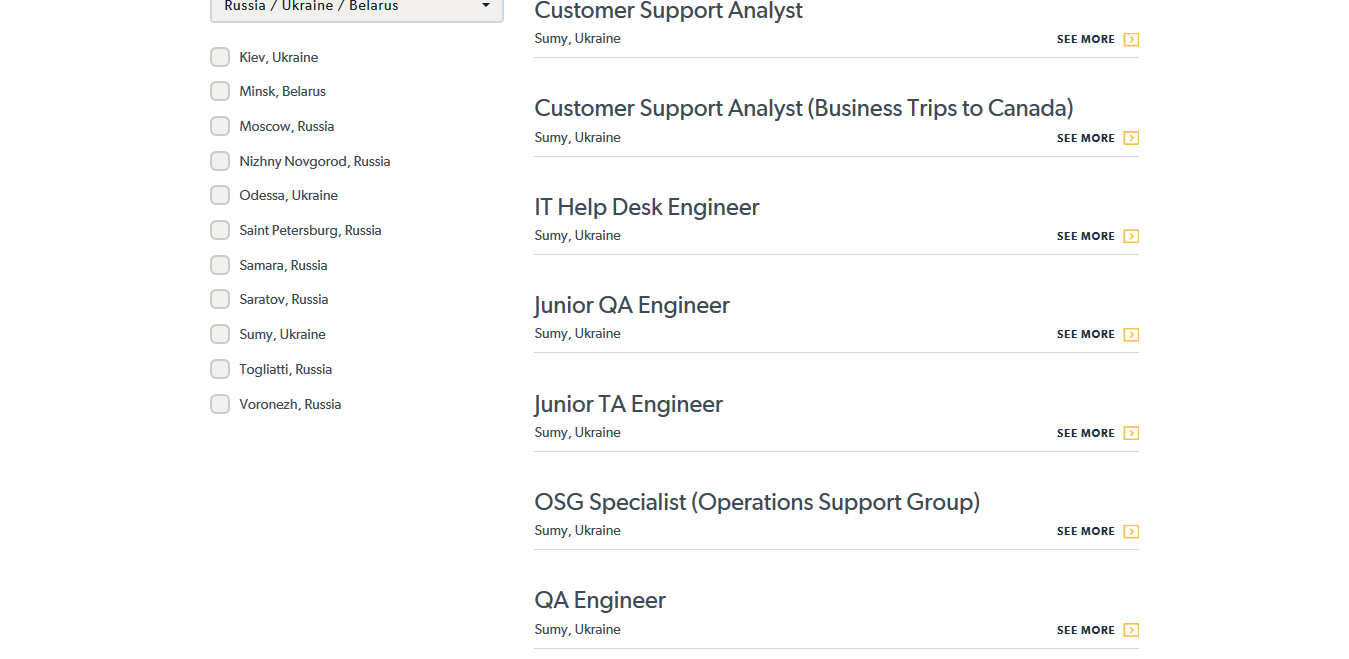 Russia / Ukraine / Belarus
Kiev, Ukraine
Minsk, Belarus
Moscow, Russia
Nizhny Novgorod, Russia
Odessa, Ukraine
Saint Petersburg, Russia
Samara, Russia
Saratov, Russia
Sumy, Ukraine
Togliatti, Russia
Voronezh, Russia
Customer Support Analyst
Sumy, Ukraine
SEE MORE
Customer Support Analyst (Business Trips to Canada)
Sumy, Ukraine
SEE MORE
IT Help Desk Engineer
Sumy, Ukraine
SEE MORE
Junior QA Engineer
Sumy, Ukraine
SEE MORE
Junior TA Engineer
Sumy, Ukraine
SEE MORE
OSG Specialist (Operations Support Group)
Sumy, Ukraine
SEE MORE
QA Engineer
Sumy, Ukraine
SEE MORE